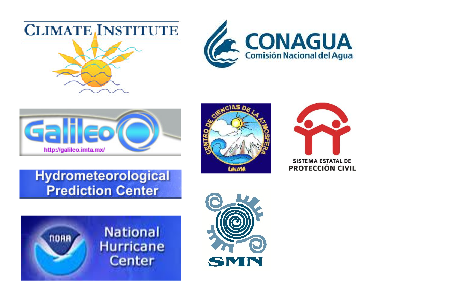 CLIMATE INSTITUTE
CONAGUA
Comisión Nacional del Agua
Galileo
http://galileo.imta.mx/
CENTRO DE CIENCIAS DE LA ATMOSFERA
UNAM
SISTEMA ESTATAL DE
PROTECCION CIVIL
Hydrometeorological
Prediction Center
NOAA
National
Hurricane
Center
SMN